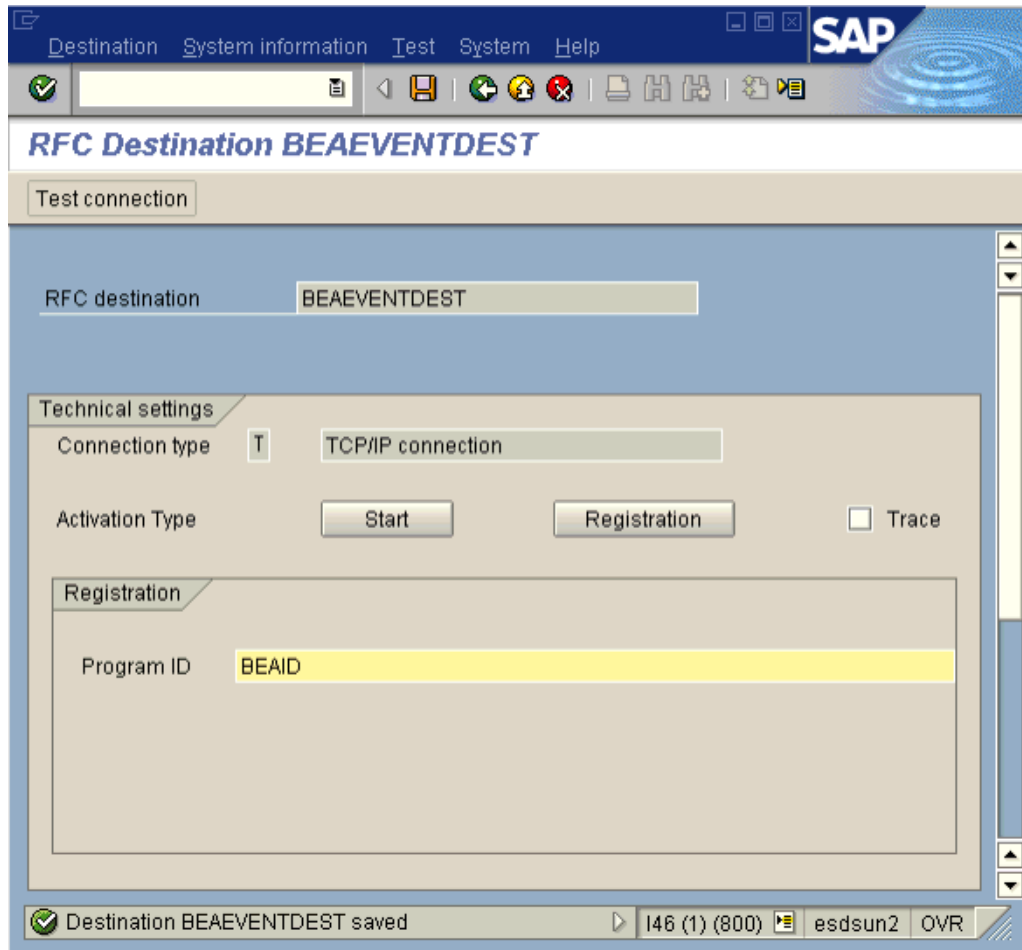 Destination System information Test System Help
SAP
RFC Destination BEAEVENTDEST
Test connection
RFC destination BEAEVENTDEST
Technical settings
Connection type T TCP/IP connection
Activation Type Start Registration Trace
Registration
Program ID BEAID
Destination BEAEVENTDEST saved I46 (1) (800) esdsun2 OVR